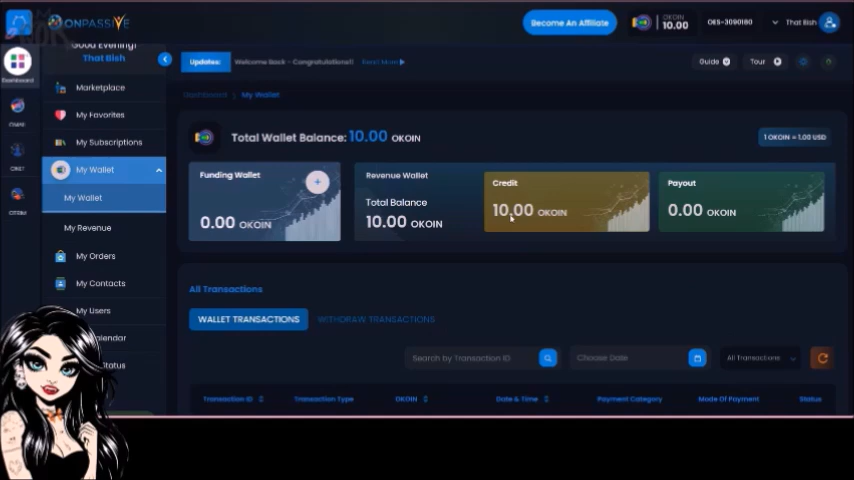 ONPASSIVE
Become An Affiliate
OKOIN
10.00
OES-3090180
That Bish
Good Evening!
That Bish
Dashboard
Updates:
Welcome Back - Congratulations!!
Read More
Guide
Tour
Marketplace
My Favorites
My Subscriptions
My Wallet
My Wallet
My Revenue
My Orders
My Contacts
My Users
Calendar
Status
Dashboard
My Wallet
Total Wallet Balance: 10.00 OKOIN
1 OKOIN = 1.00 USD
Funding Wallet
0.00 OKOIN
Revenue Wallet
Total Balance
10.00 OKOIN
Credit
10.00 OKOIN
Payout
0.00 OKOIN
All Transactions
WALLET TRANSACTIONS
WITHDRAW TRANSACTIONS
Search by Transaction ID
Choose Date
All Transactions
Transaction ID
Transaction Type
OKOIN
Date & Time
Payment Category
Mode Of Payment
Status